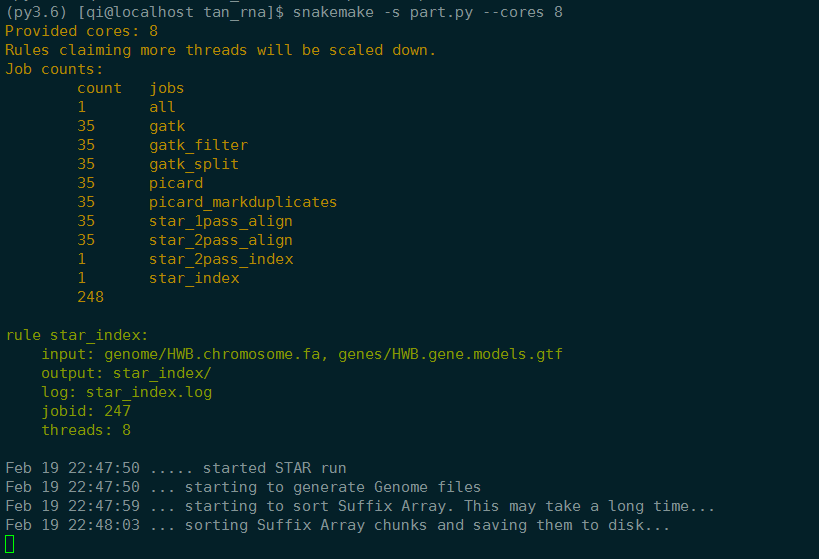 (py3.6) [qi@localhost tan_rna]$ snakemake -s part.py --cores 8
Provided cores: 8
Rules claiming more threads will be scaled down.
Job counts:
        count   jobs
        1       all
        35      gatk
        35      gatk_filter
        35      gatk_split
        35      picard
        35      picard_markduplicates
        35      star_1pass_align
        35      star_2pass_align
        1       star_2pass_index
        1       star_index
        248
rule star_index:
    input: genome/HWB.chromosome.fa, genes/HWB.gene.models.gtf
    output: star_index/
    log: star_index.log
    jobid: 247
    threads: 8
Feb 19 22:47:50 ..... started STAR run
Feb 19 22:47:50 ... starting to generate Genome files
Feb 19 22:47:59 ... starting to sort Suffix Array. This may take a long time...
Feb 19 22:48:03 ... sorting Suffix Array chunks and saving them to disk...